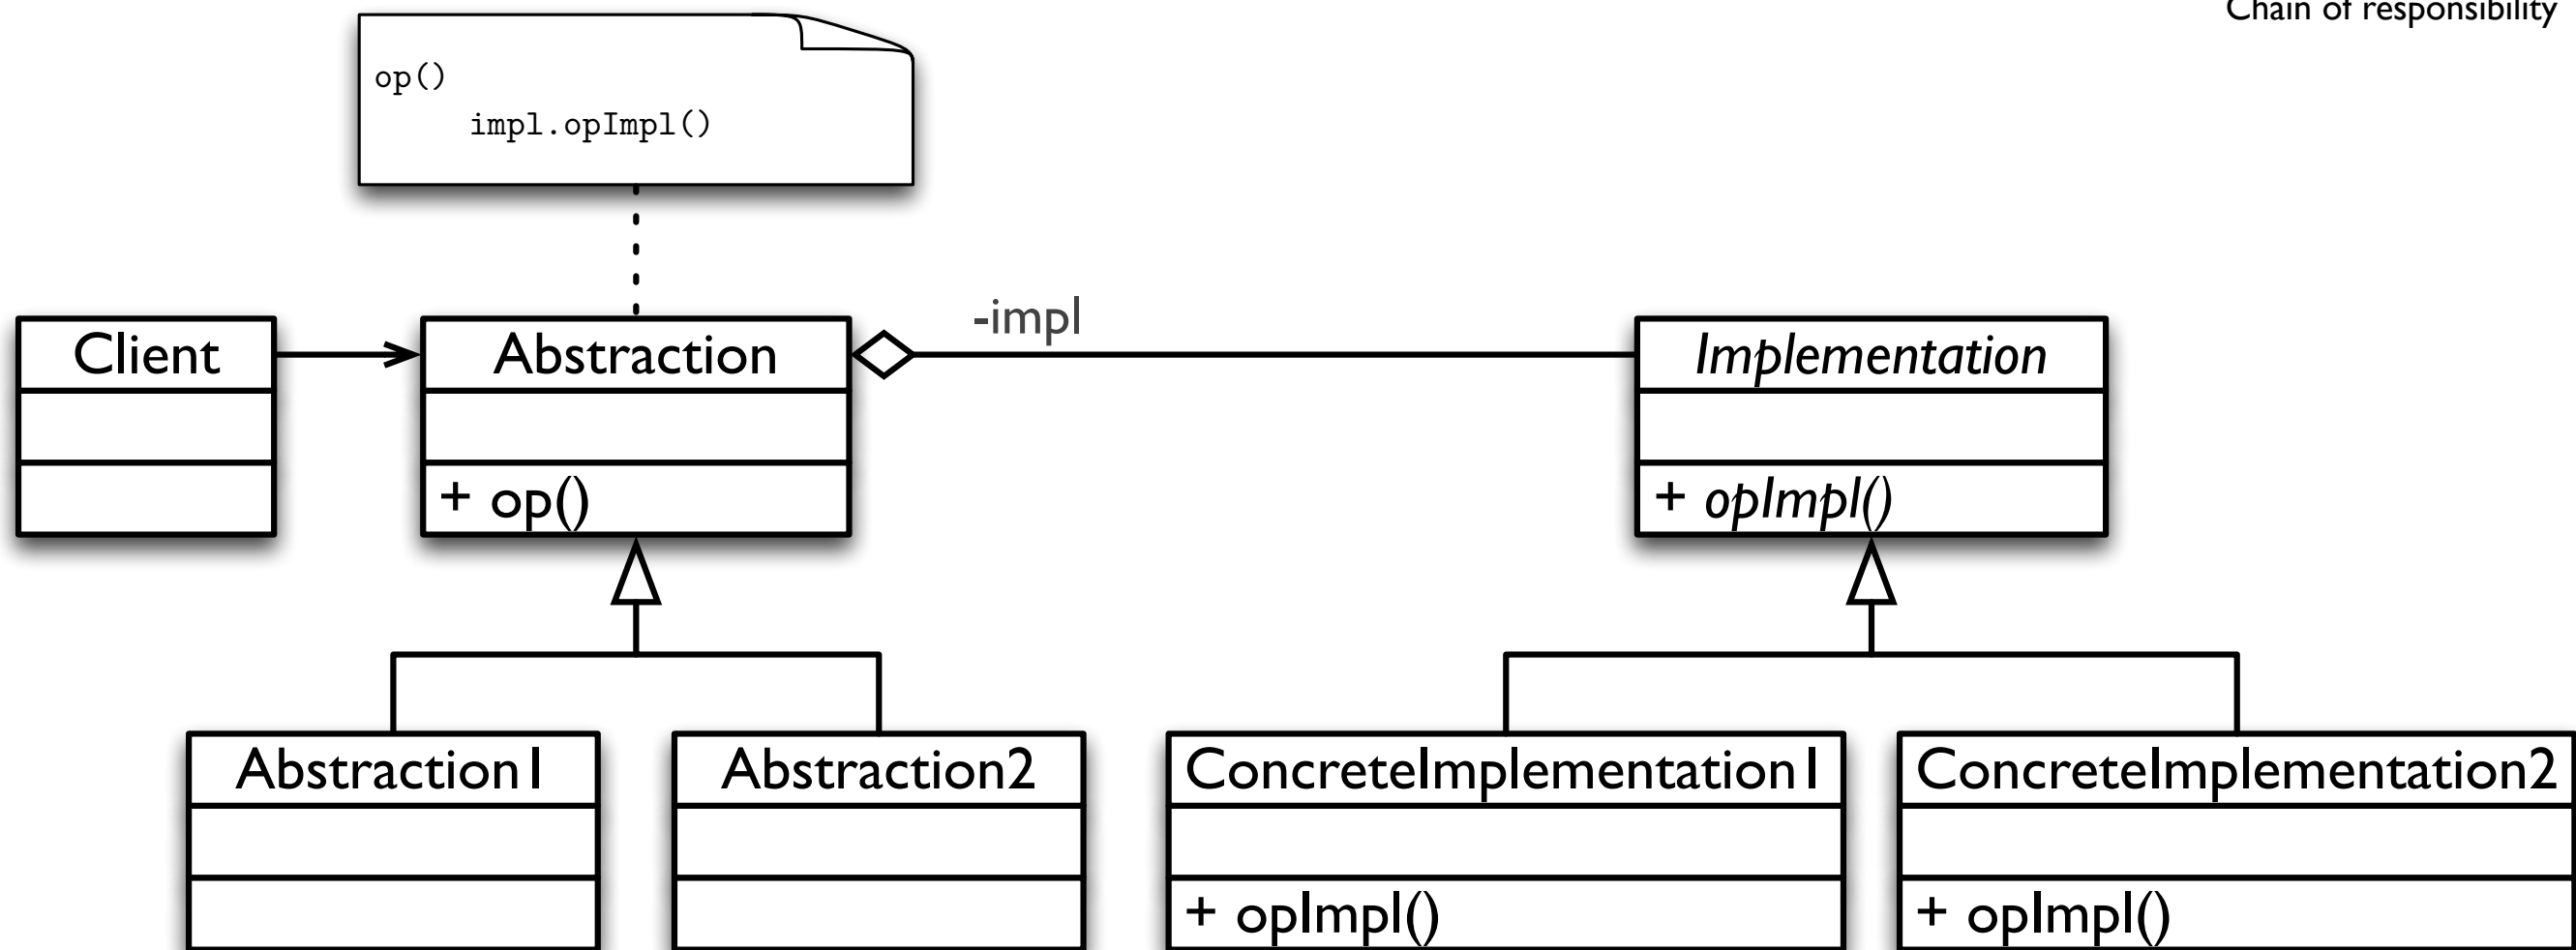 Chain of responsibility
op()
impl.opImpl()
-impl
Client
Abstraction
Implementation
+ op()
+ opImpl()
Abstraction1
Abstraction2
ConcreteImplementation1
ConcreteImplementation2
+ opImpl()
+ opImpl()